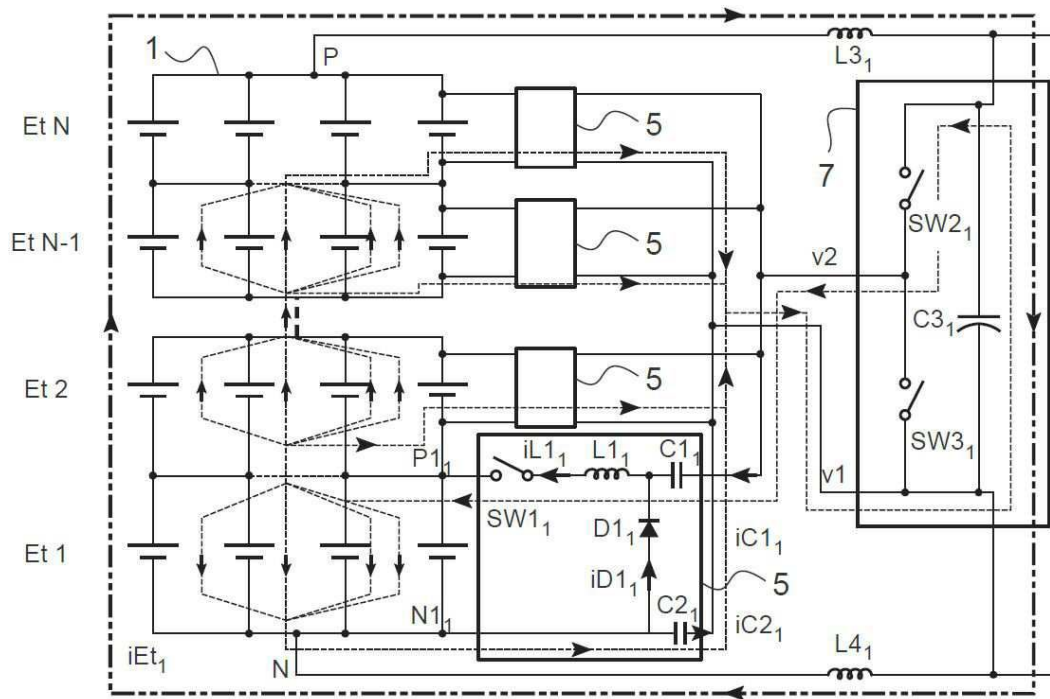 1
P
L3₁
Et N
5
7
SW2₁
Et N-1
5
v2
C3₁
Et 2
5
SW3₁
P1₁
iL1₁
L1₁
C1₁
v1
SW1₁
Et 1
D1₁
iC1₁
iD1₁
5
N1₁
C2₁
iC2₁
iEt₁
N
L4₁